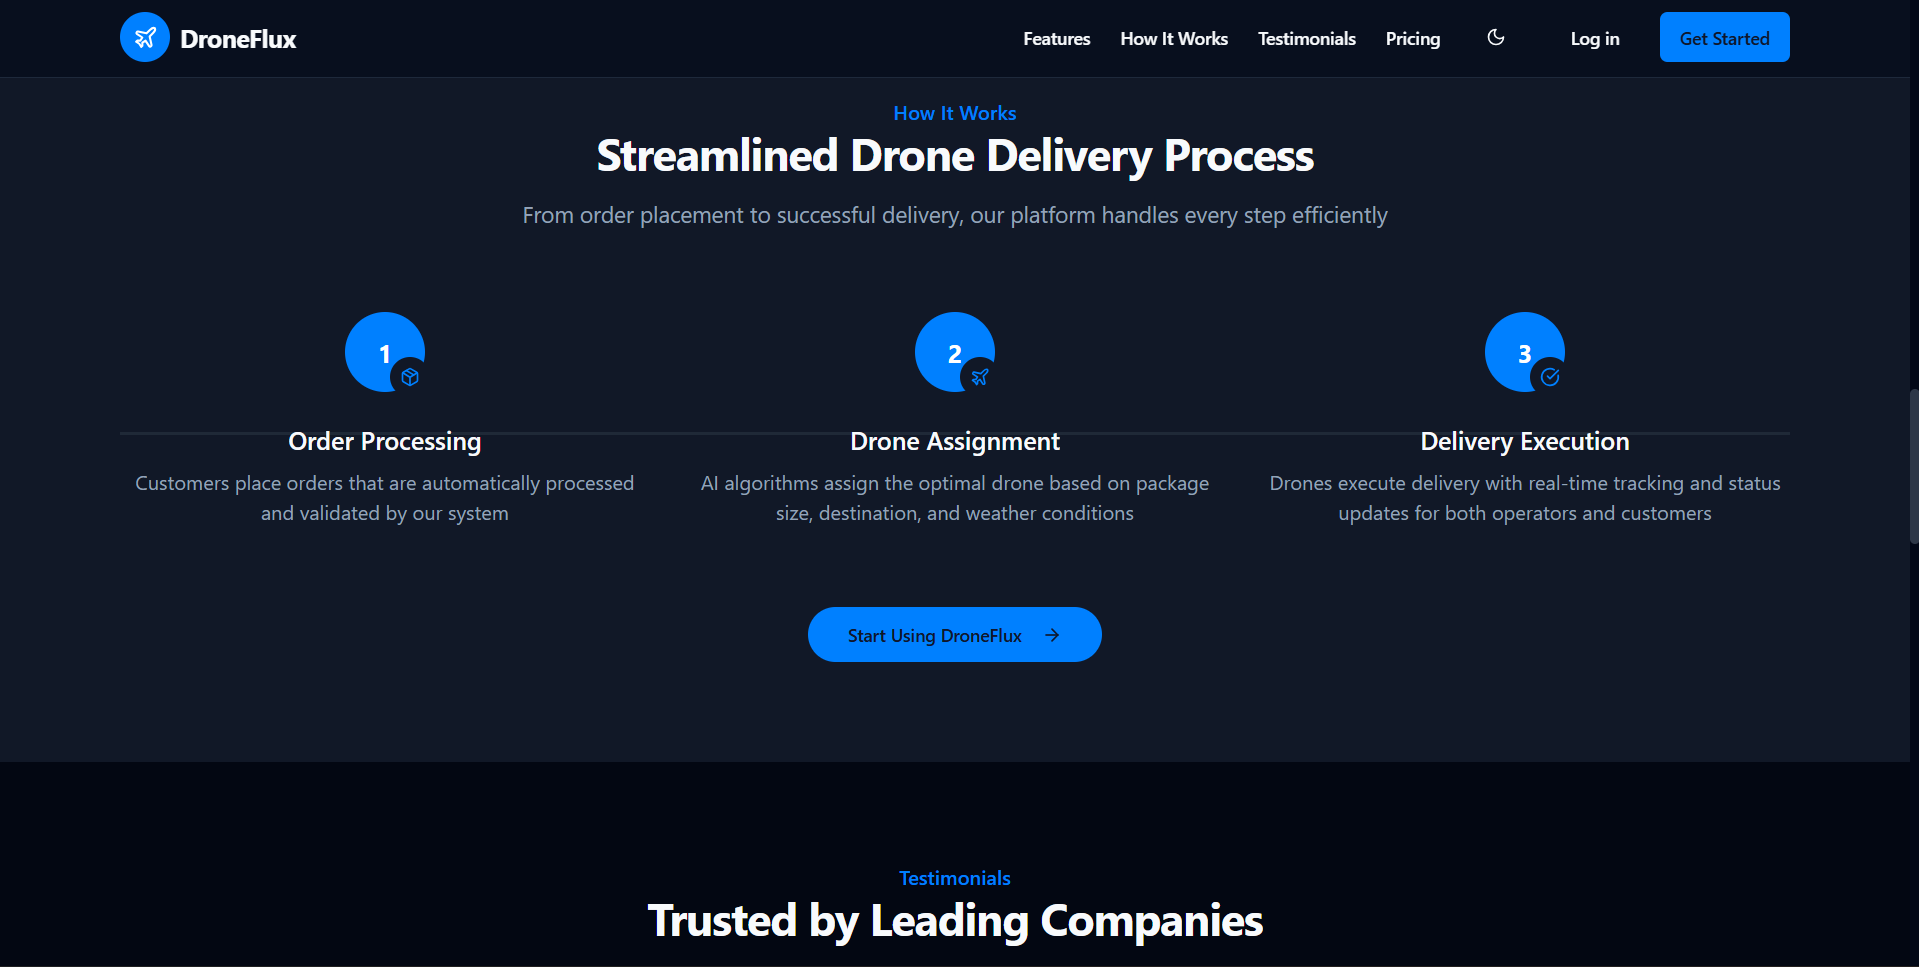 DroneFlux
Features
How It Works
Testimonials
Pricing
Log in
Get Started
How It Works
Streamlined Drone Delivery Process
From order placement to successful delivery, our platform handles every step efficiently
1
Order Processing
Customers place orders that are automatically processed
and validated by our system
2
Drone Assignment
AI algorithms assign the optimal drone based on package
size, destination, and weather conditions
3
Delivery Execution
Drones execute delivery with real-time tracking and status
updates for both operators and customers
Start Using DroneFlux
Testimonials
Trusted by Leading Companies